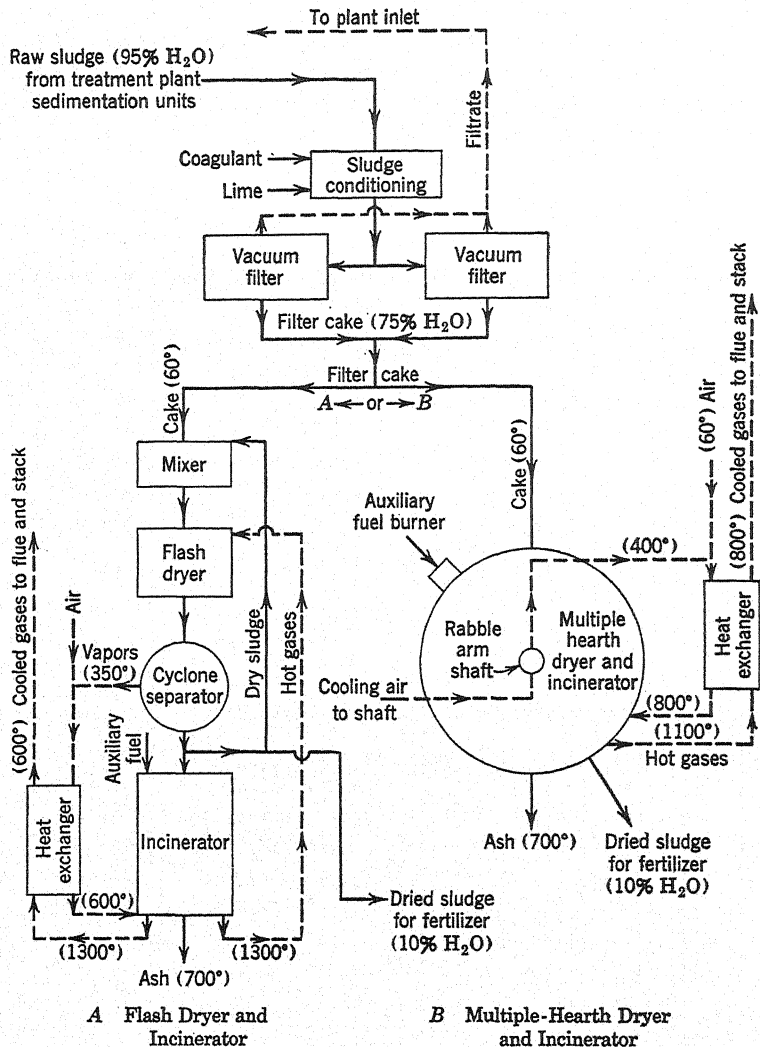 To plant inlet
Raw sludge (95% H₂O)
from treatment plant
sedimentation units
Filtrate
Coagulant
Lime
Sludge
conditioning
Vacuum
filter
Vacuum
filter
Filter cake (75% H₂O)
Filter cake
A or B
Cake (60°)
Cake (60°)
Mixer
Flash
dryer
Cyclone
separator
Vapors
(350°)
Air
(600°) Cooled gases to flue and stack
Dry sludge
Hot gases
Auxiliary
fuel
Incinerator
Heat
exchanger
(600°)
(1300°)
(1300°)
Ash (700°)
Dried sludge
for fertilizer
(10% H₂O)
Auxiliary
fuel burner
Rabble
arm
shaft
Multiple
hearth
dryer and
incinerator
Cooling air
to shaft
(400°)
(60°) Air
(800°) Cooled gases to flue and stack
Heat
exchanger
(800°)
(1100°)
Hot gases
Ash (700°)
Dried sludge
for fertilizer
(10% H₂O)
A Flash Dryer and
Incinerator
B Multiple-Hearth Dryer
and Incinerator